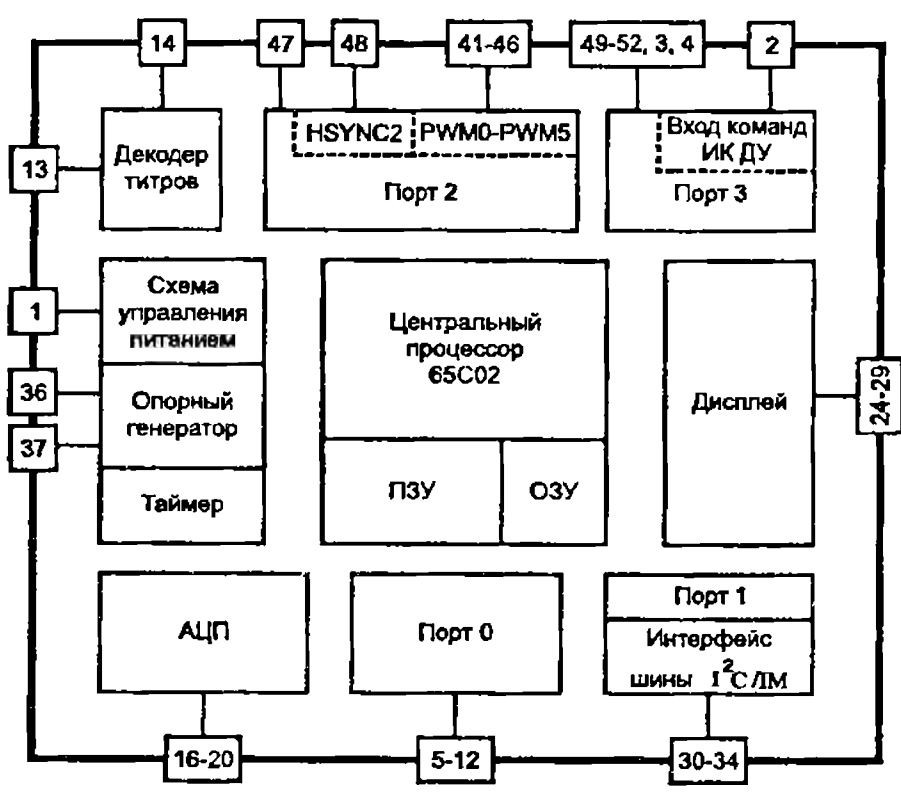 14
47
48
41-46
49-52, 3, 4
2
13
Декодер
титров
HSYNC2
PWM0-PWM5
Порт 2
Вход команд
ИК ДУ
Порт 3
1
36
37
Схема
управления
питанием
Опорный
генератор
Таймер
Центральный
процессор
65C02
ПЗУ
ОЗУ
Дисплей
24-29
АЦП
Порт 0
Порт 1
Интерфейс
шины I²C/IM
16-20
5-12
30-34